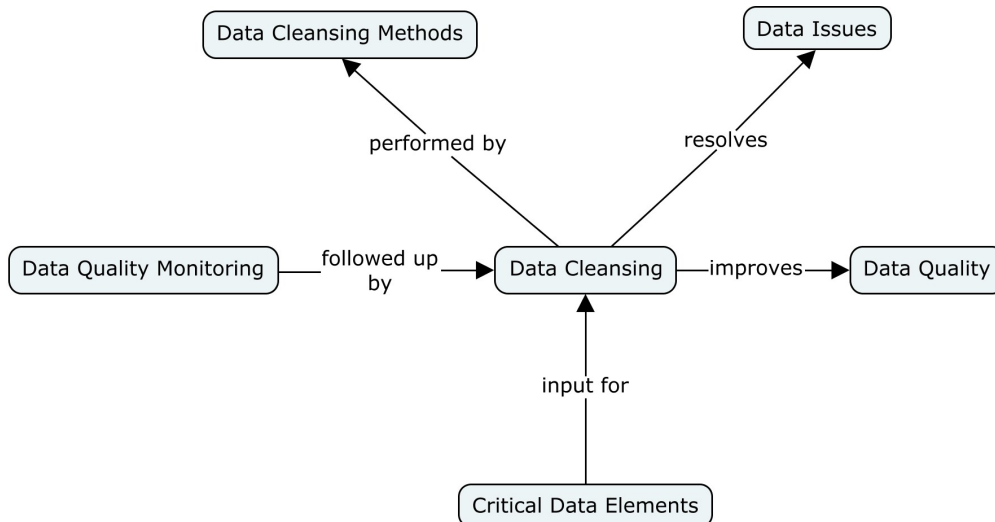 Data Cleansing Methods
Data Issues
performed by
resolves
Data Quality Monitoring
followed up
by
Data Cleansing
improves
Data Quality
input for
Critical Data Elements